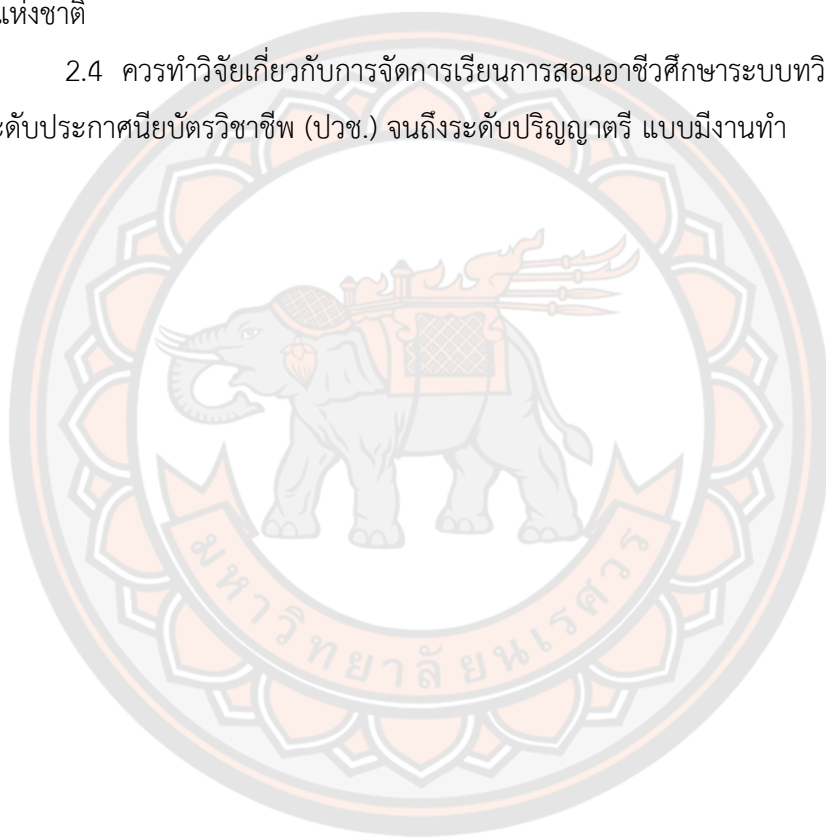 แห่งชาติ
2.4 ควรทำวิจัยเกี่ยวกับการจัดการเรียนการสอนอาชีวศึกษาระบบทวิ
ระดับประกาศนียบัตรวิชาชีพ (ปวช.) จนถึงระดับปริญญาตรี แบบมีงานทำ
มหาวิทยาลัยนเรศวร